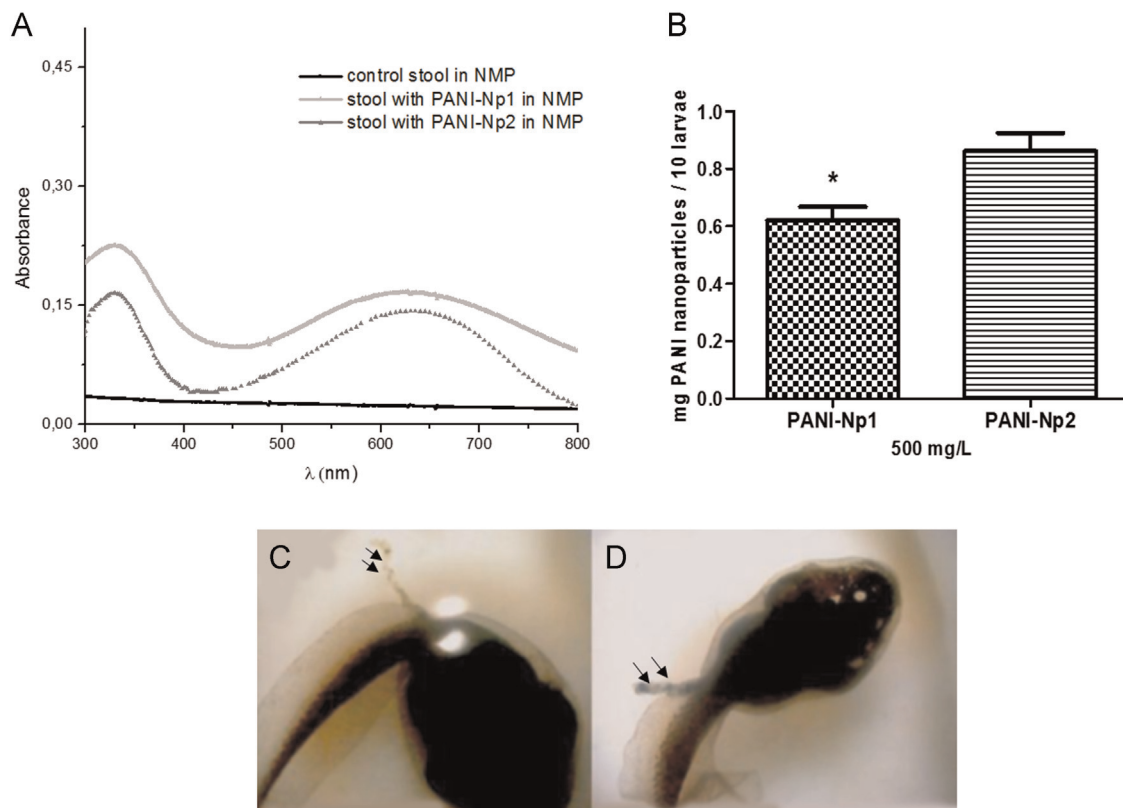 A
0,45
0,30
0,15
0,00
Absorbance
control stool in NMP
stool with PANI-Np1 in NMP
stool with PANI-Np2 in NMP
300
400
500
600
700
800
λ (nm)
B
mg PANI nanoparticles / 10 larvae
1.0
0.8
0.6
0.4
0.2
0.0
*
PANI-Np1
PANI-Np2
500 mg/L
C
D